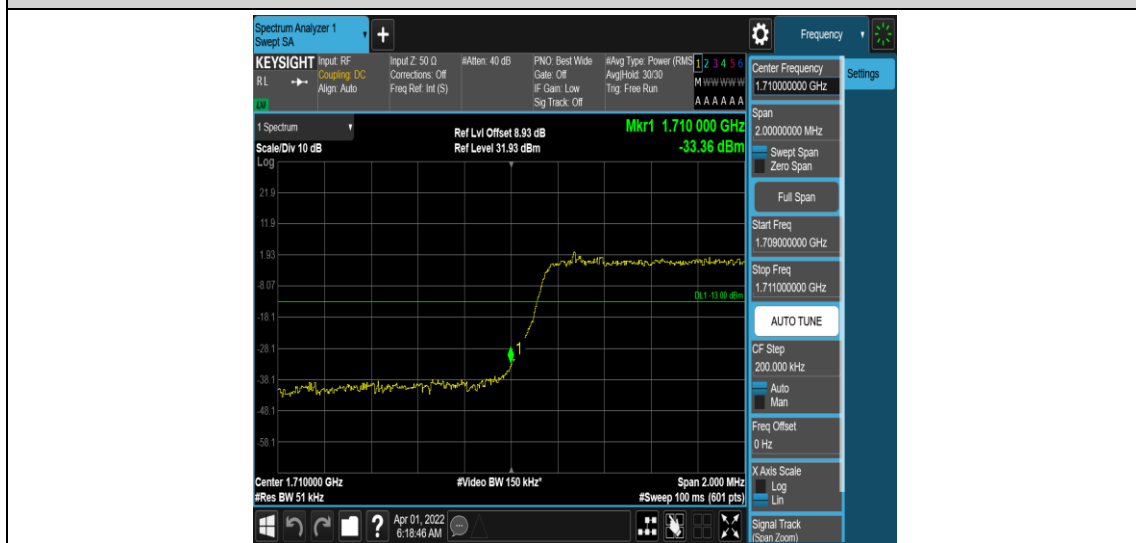 Spectrum Analyzer 1
Swept SA
+
Frequency
KEYSIGHT
RL
LXI
Input: RF
Coupling: DC
Align: Auto
Input Z: 50 Ω
Corrections: Off
Freq Ref: Int (S)
#Atten: 40 dB
PNO: Best Wide
Gate: Off
IF Gain: Low
Sig Track: Off
#Avg Type: Power (RMS
Avg|Hold: 30/30
Trig: Free Run
1 2 3 4 5 6
M W W W W W
A A A A A A
1 Spectrum
Scale/Div 10 dB
Log
Ref Lvl Offset 8.93 dB
Ref Level 31.93 dBm
Mkr1 1.710 000 GHz
-33.36 dBm
21.9
11.9
1.93
-8.07
-18.1
-28.1
-38.1
-48.1
-58.1
DL1 -13.00 dBm
1
Center 1.710000 GHz
#Res BW 51 kHz
#Video BW 150 kHz*
Span 2.000 MHz
#Sweep 100 ms (601 pts)
?
Apr 01, 2022
6:18:46 AM
Center Frequency
1.710000000 GHz
Settings
Span
2.00000000 MHz
Swept Span
Zero Span
Full Span
Start Freq
1.709000000 GHz
Stop Freq
1.711000000 GHz
AUTO TUNE
CF Step
200.000 kHz
Auto
Man
Freq Offset
0 Hz
X Axis Scale
Log
Lin
Signal Track
(Span Zoom)